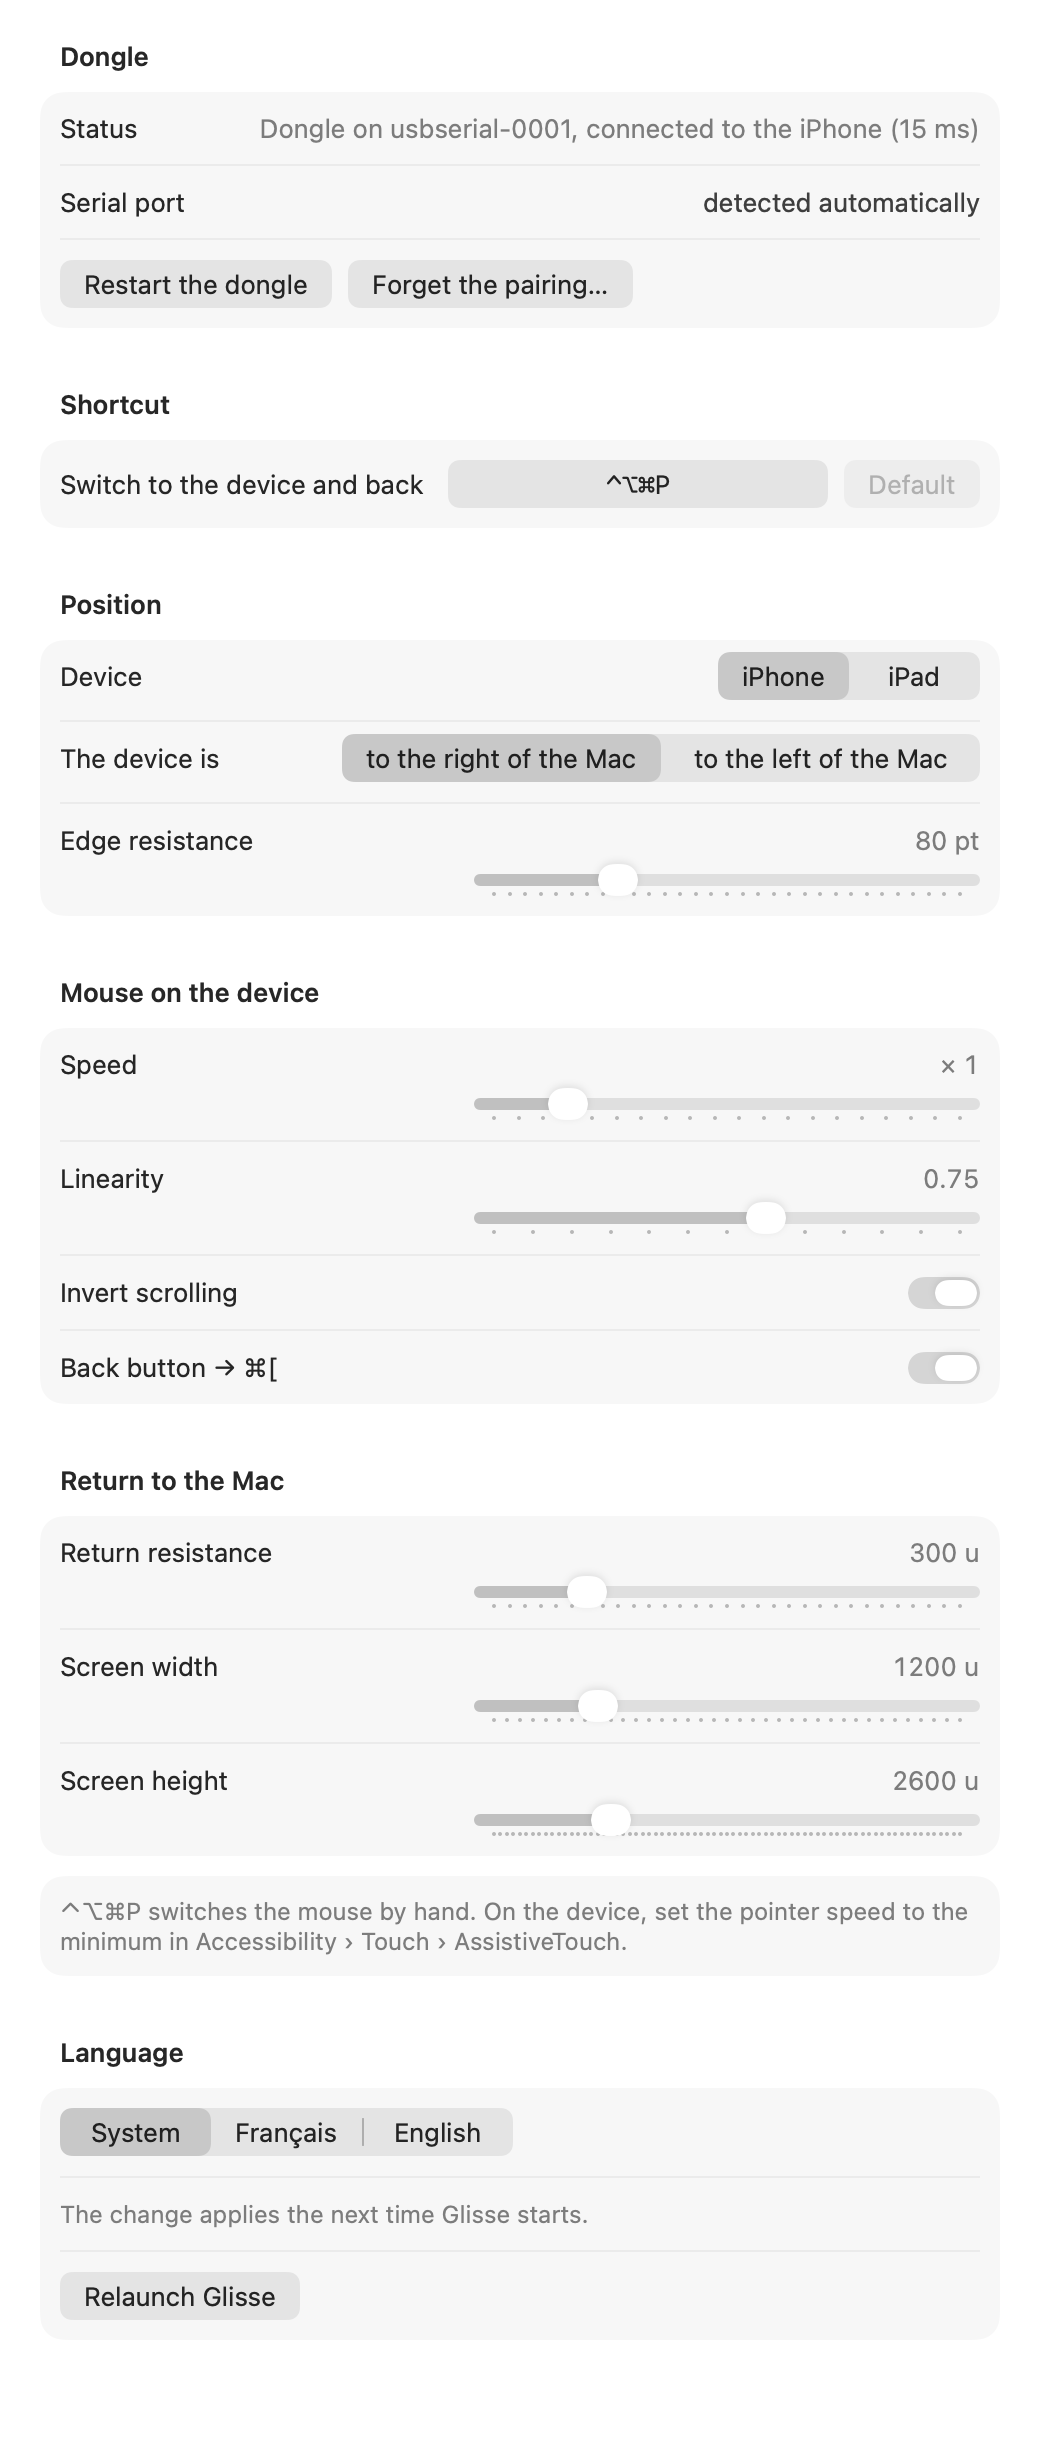 Dongle
Status Dongle on usbserial-0001, connected to the iPhone (15 ms)
Serial port detected automatically
Restart the dongle Forget the pairing...
Shortcut
Switch to the device and back ^⌥⌘P Default
Position
Device iPhone iPad
The device is to the right of the Mac to the left of the Mac
Edge resistance 80 pt
Mouse on the device
Speed × 1
Linearity 0.75
Invert scrolling
Back button → ⌘[
Return to the Mac
Return resistance 300 u
Screen width 1200 u
Screen height 2600 u
^⌥⌘P switches the mouse by hand. On the device, set the pointer speed to the
minimum in Accessibility › Touch › AssistiveTouch.
Language
System Français English
The change applies the next time Glisse starts.
Relaunch Glisse